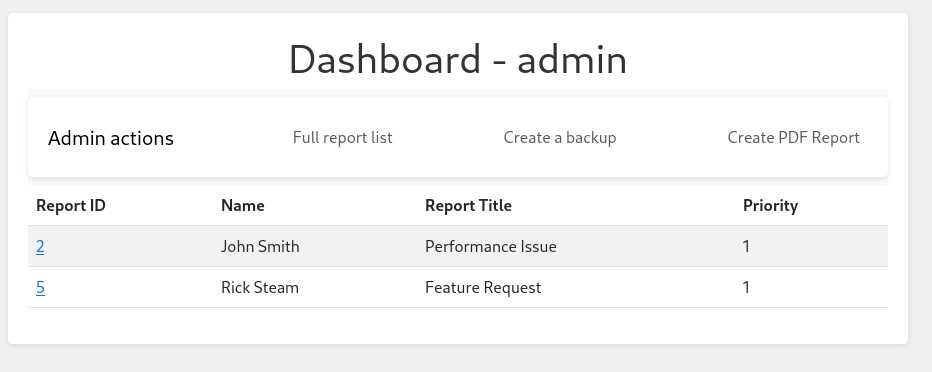 Dashboard - admin
Admin actions Full report list Create a backup Create PDF Report
Report ID Name Report Title Priority
2 John Smith Performance Issue 1
5 Rick Steam Feature Request 1